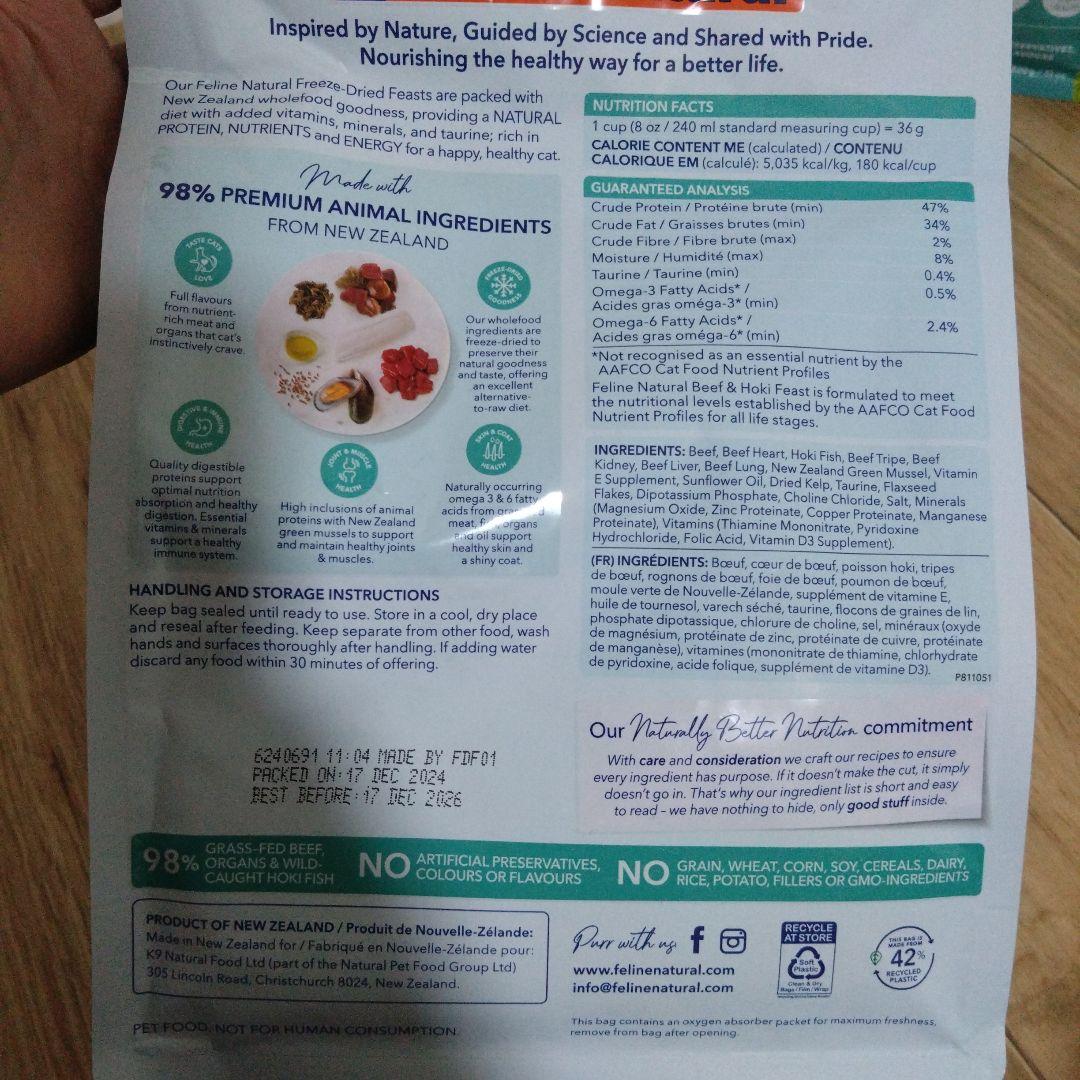 Inspired by Nature, Guided by Science and Shared with Pride.
Nourishing the healthy way for a better life.
Our Feline Natural Freeze-Dried Feasts are packed with
New Zealand wholefood goodness, providing a NATURAL
diet with added vitamins, minerals, and taurine; rich in
PROTEIN, NUTRIENTS and ENERGY for a happy, healthy cat.
Made with
98% PREMIUM ANIMAL INGREDIENTS
FROM NEW ZEALAND
TASTE CATS
LOVE
Full flavours
from nutrient-
rich meat and
organs that cat's
instinctively crave.
FREEZE-DRIED
GOODNESS
Our wholefood
ingredients are
freeze-dried to
preserve their
natural goodness
and taste, offering
an excellent
alternative-
to-raw diet.
DIGESTIVE & IMMUNE
HEALTH
Quality digestible
proteins support
optimal nutrition
absorption and healthy
digestion. Essential
vitamins & minerals
support a healthy
immune system.
JOINT & MUSCLE
HEALTH
High inclusions of animal
proteins with New Zealand
green mussels to support
and maintain healthy joints
& muscles.
SKIN & COAT
HEALTH
Naturally occurring
omega 3 & 6 fatty
acids from
meat, organs
and oil support
healthy skin and
a shiny coat.
HANDLING AND STORAGE INSTRUCTIONS
Keep bag sealed until ready to use. Store in a cool, dry place
and reseal after feeding. Keep separate from other food, wash
hands and surfaces thoroughly after handling. If adding water
discard any food within 30 minutes of offering.
6240691 11:04 MADE BY FDF01
PACKED ON:17 DEC 2024
BEST BEFORE:17 DEC 2026
NUTRITION FACTS
1 cup (8 oz / 240 ml standard measuring cup) = 36 g
CALORIE CONTENT ME (calculated) / CONTENU
CALORIQUE EM (calculé): 5,035 kcal/kg, 180 kcal/cup
GUARANTEED ANALYSIS
Crude Protein / Protéine brute (min) 47%
Crude Fat / Graisses brutes (min) 34%
Crude Fibre / Fibre brute (max) 2%
Moisture / Humidité (max) 8%
Taurine / Taurine (min) 0.4%
Omega-3 Fatty Acids* /
Acides gras oméga-3* (min) 0.5%
Omega-6 Fatty Acids* /
Acides gras oméga-6* (min) 2.4%
*Not recognised as an essential nutrient by the
AAFCO Cat Food Nutrient Profiles
Feline Natural Beef & Hoki Feast is formulated to meet
the nutritional levels established by the AAFCO Cat Food
Nutrient Profiles for all life stages.
INGREDIENTS: Beef, Beef Heart, Hoki Fish, Beef Tripe, Beef
Kidney, Beef Liver, Beef Lung, New Zealand Green Mussel, Vitamin
E Supplement, Sunflower Oil, Dried Kelp, Taurine, Flaxseed
Flakes, Dipotassium Phosphate, Choline Chloride, Salt, Minerals
(Magnesium Oxide, Zinc Proteinate, Copper Proteinate, Manganese
Proteinate), Vitamins (Thiamine Mononitrate, Pyridoxine
Hydrochloride, Folic Acid, Vitamin D3 Supplement).
(FR) INGRÉDIENTS: Bœuf, cœur de bœuf, poisson hoki, tripes
de bœuf, rognons de bœuf, foie de bœuf, poumon de bœuf,
moule verte de Nouvelle-Zélande, supplément de vitamine E,
huile de tournesol, varech séché, taurine, flocons de graines de lin,
phosphate dipotassique, chlorure de choline, sel, minéraux (oxyde
de magnésium, protéinate de zinc, protéinate de cuivre, protéinate
de manganèse), vitamines (mononitrate de thiamine, chlorhydrate
de pyridoxine, acide folique, supplément de vitamine D3).
P811051
Our Naturally Better Nutrition commitment
With care and consideration we craft our recipes to ensure
every ingredient has purpose. If it doesn't make the cut, it simply
doesn't go in. That's why our ingredient list is short and easy
to read - we have nothing to hide, only good stuff inside.
98% GRASS-FED BEEF,
ORGANS & WILD-
CAUGHT HOKI FISH
NO ARTIFICIAL PRESERVATIVES,
COLOURS OR FLAVOURS
NO GRAIN, WHEAT, CORN, SOY, CEREALS, DAIRY,
RICE, POTATO, FILLERS OR GMO-INGREDIENTS
PRODUCT OF NEW ZEALAND / Produit de Nouvelle-Zélande:
Made in New Zealand for / Fabriqué en Nouvelle-Zélande pour:
K9 Natural Food Ltd (part of the Natural Pet Food Group Ltd)
305 Lincoln Road, Christchurch 8024, New Zealand.
PET FOOD. NOT FOR HUMAN CONSUMPTION.
Purr with us
www.felinenatural.com
info@felinenatural.com
RECYCLE
AT STORE
Soft
Plastic
Clean & Dry
Bags / Film / Wrap
THIS BAG IS
MADE FROM
42%
RECYCLED
PLASTIC
This bag contains an oxygen absorber packet for maximum freshness,
remove from bag after opening.